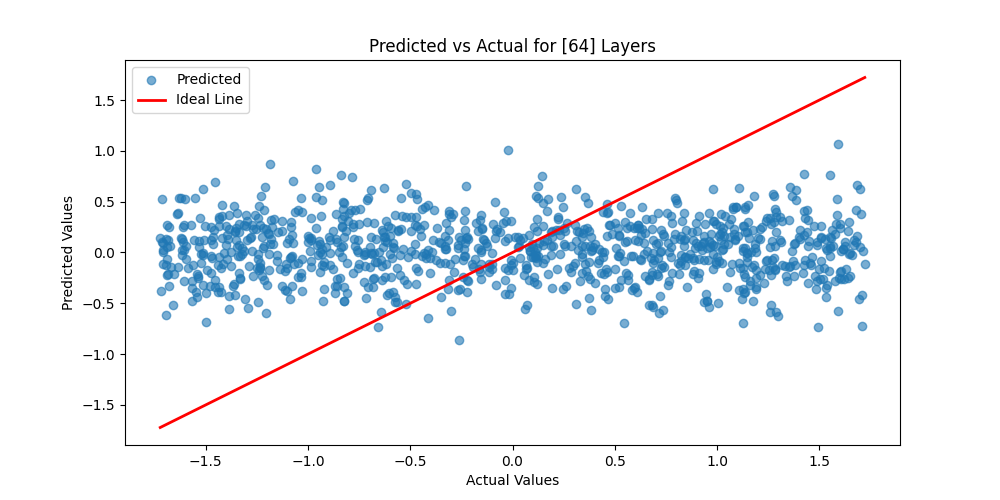 Predicted vs Actual for [64] Layers
Predicted
Ideal Line
1.5
1.0
0.5
0.0
−0.5
−1.0
−1.5
Predicted Values
−1.5 −1.0 −0.5 0.0 0.5 1.0 1.5
Actual Values